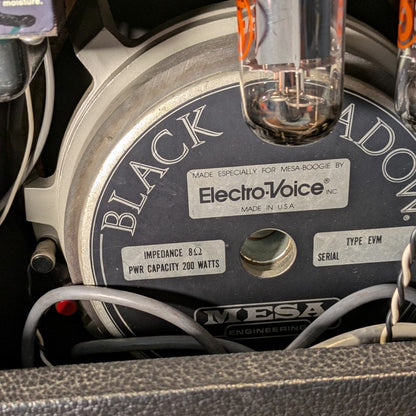 moisture.
BLACK
ADOW
MADE ESPECIALLY FOR MESA-BOOGIE BY
Electro-Voice® INC
MADE IN U.S.A
IMPEDANCE 8Ω
PWR CAPACITY 200 WATTS
TYPE EVM
SERIAL
MESA
ENGINEERING